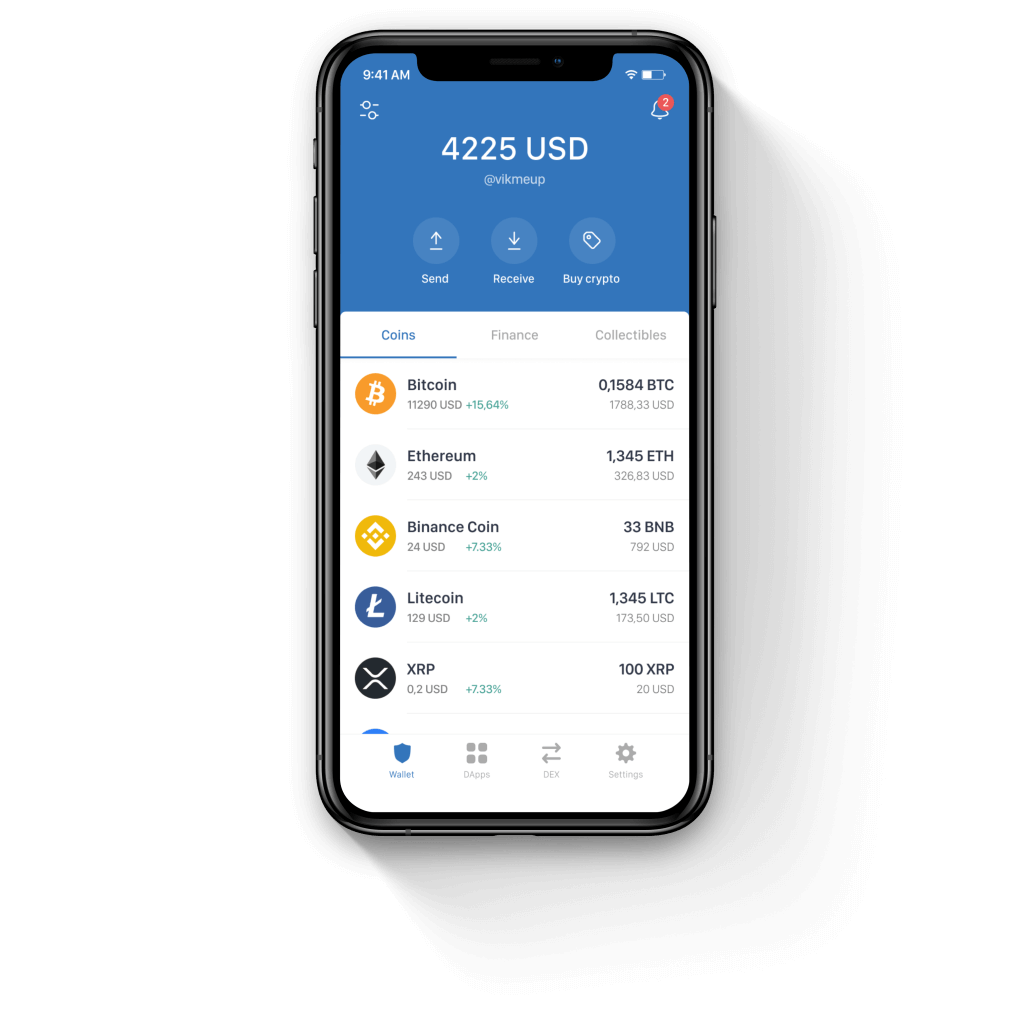 9:41 AM
2
4225 USD
@vikmeup
Send Receive Buy crypto
Coins Finance Collectibles
Bitcoin 0,1584 BTC
11290 USD +15,64% 1788,33 USD
Ethereum 1,345 ETH
243 USD +2% 326,83 USD
Binance Coin 33 BNB
24 USD +7.33% 792 USD
Litecoin 1,345 LTC
129 USD +2% 173,50 USD
XRP 100 XRP
0,2 USD +7.33% 20 USD
Wallet DApps DEX Settings